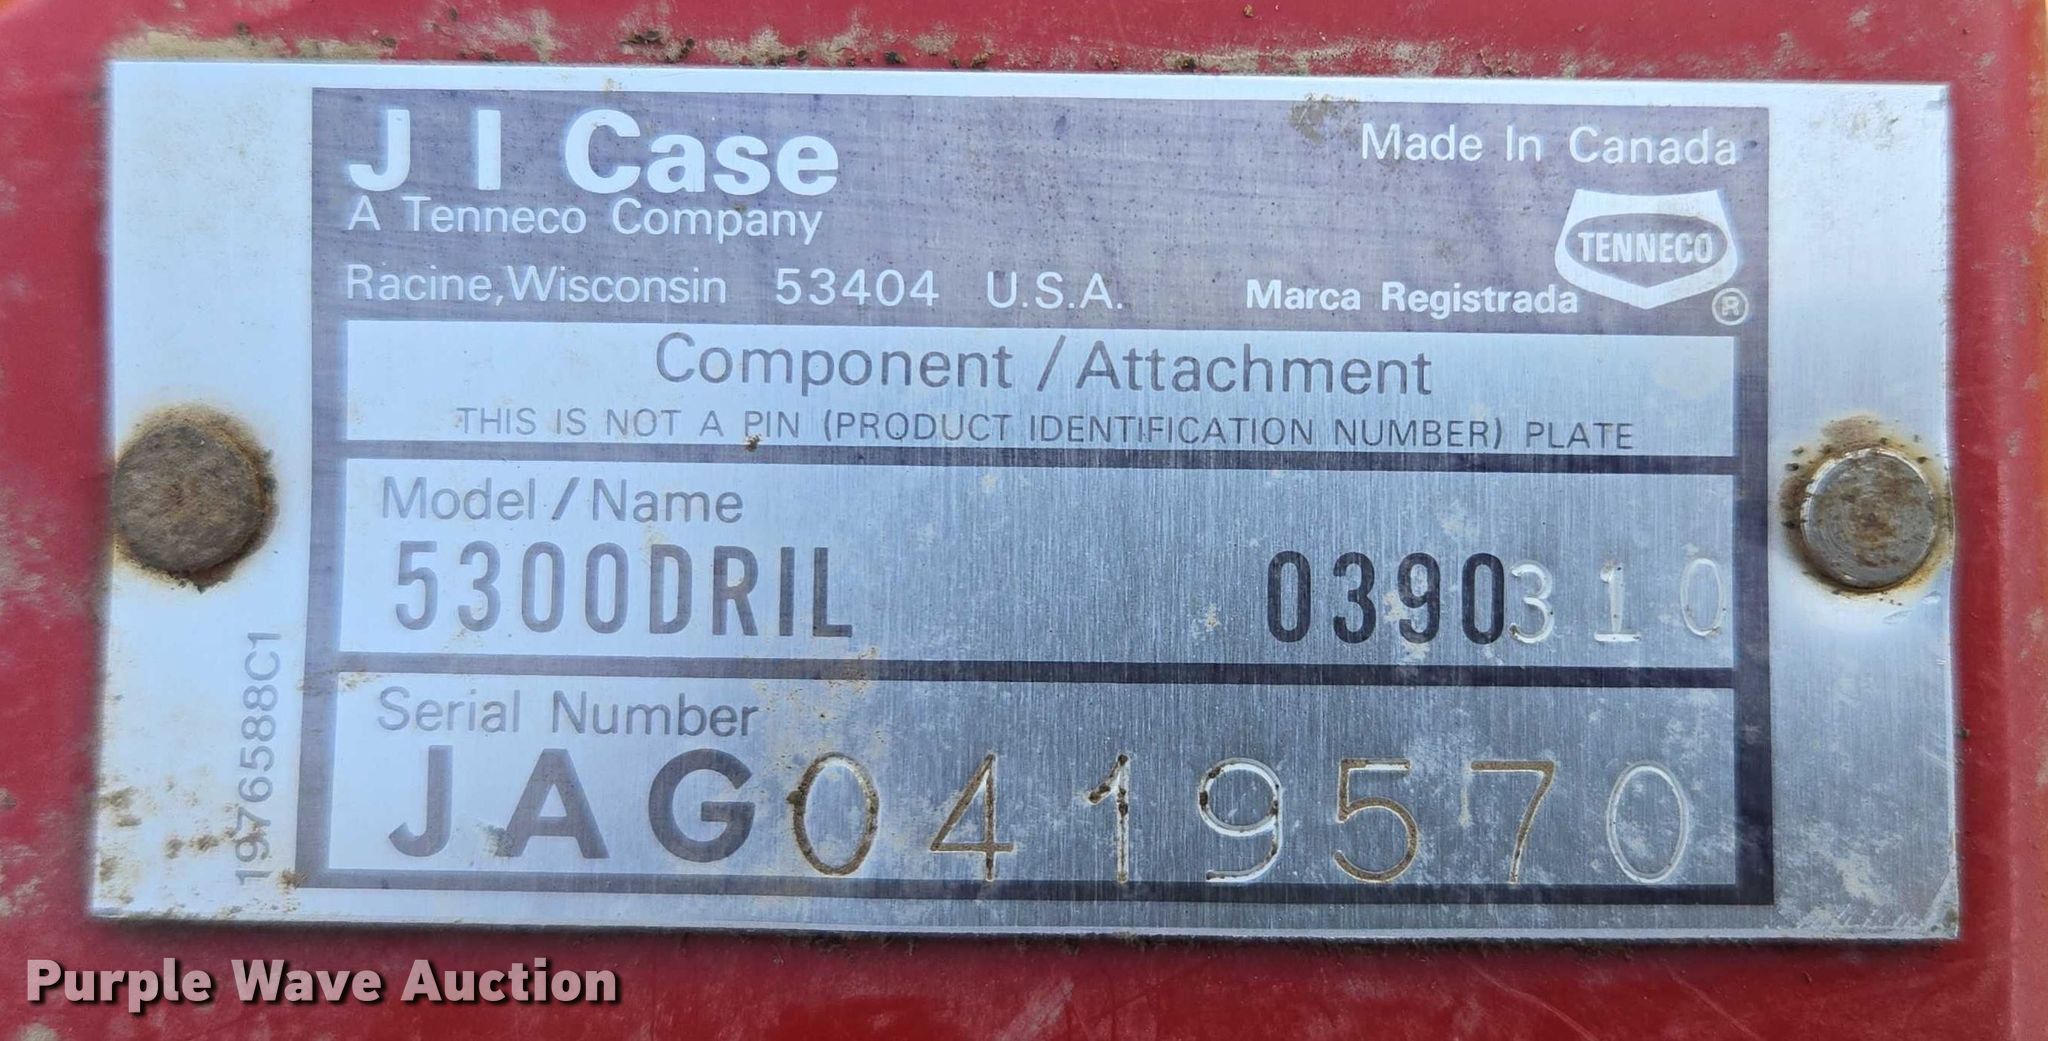 J I Case
Made In Canada
A Tenneco Company
TENNECO
Racine, Wisconsin 53404 U.S.A.
Marca Registrada ®
Component / Attachment
THIS IS NOT A PIN (PRODUCT IDENTIFICATION NUMBER) PLATE
Model / Name
5300DRIL 0390310
Serial Number
JAG0419570
1976588C1
Purple Wave Auction